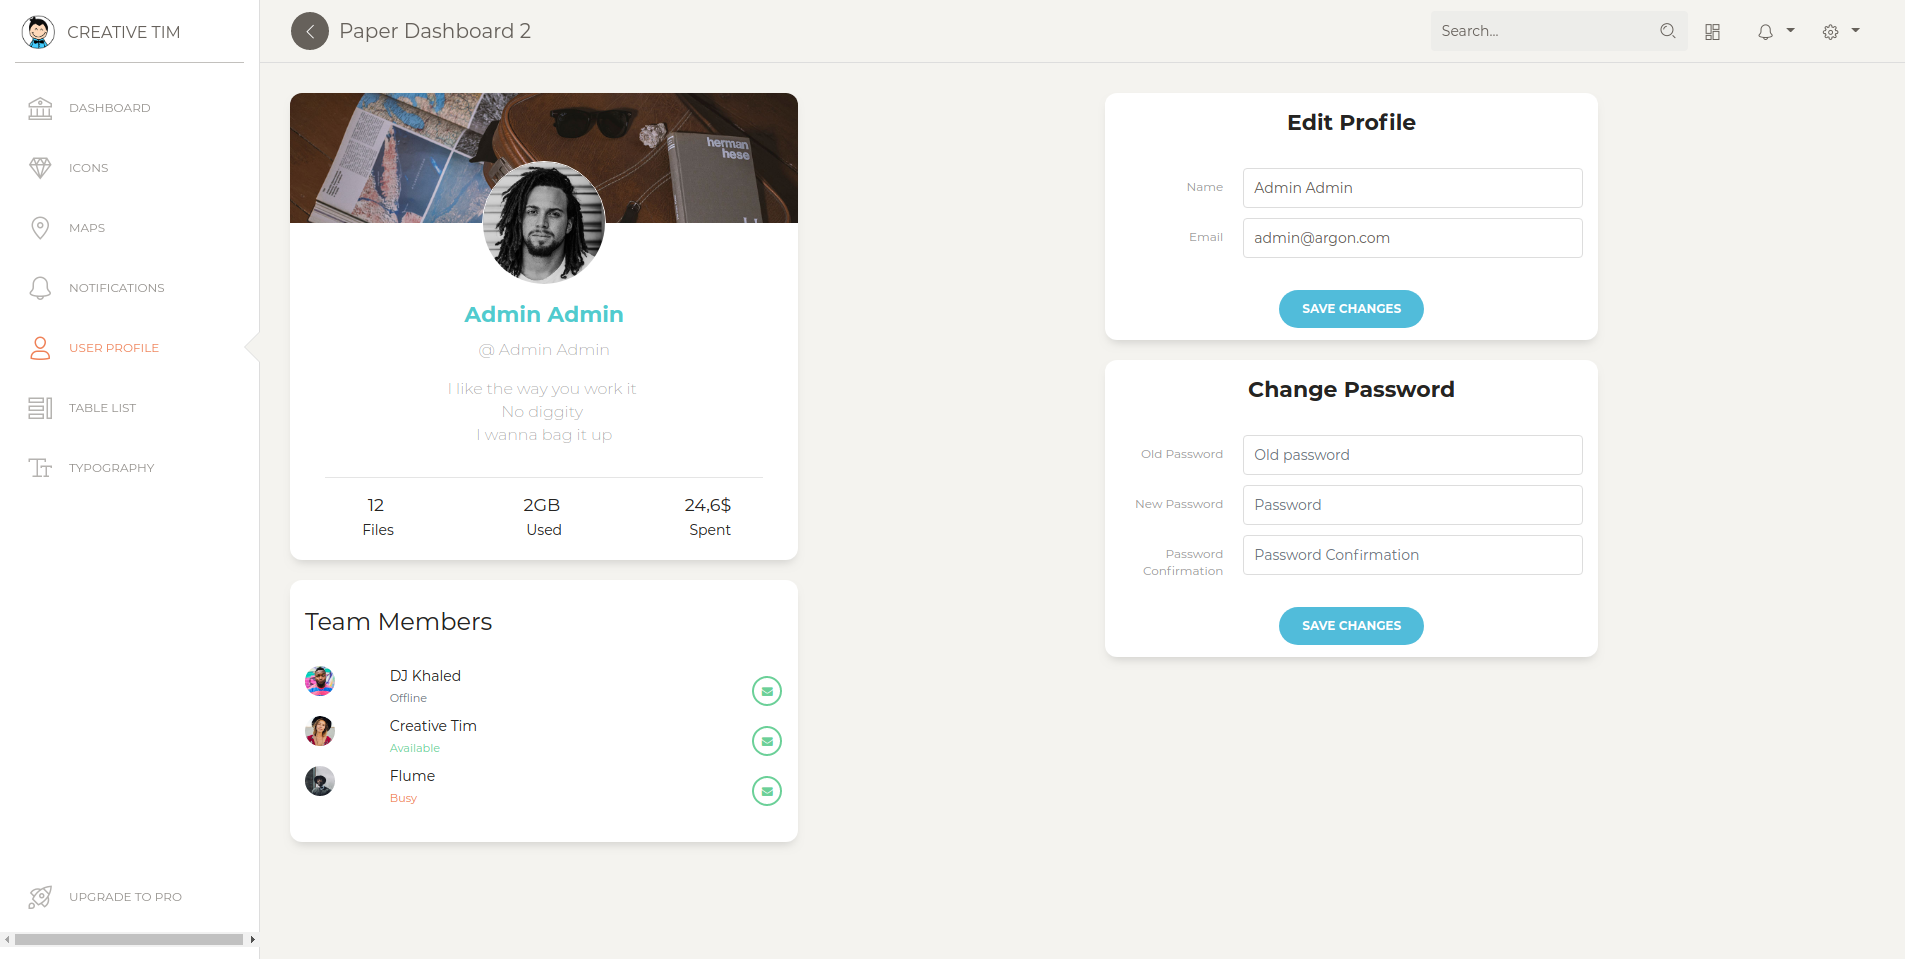 CREATIVE TIM
Paper Dashboard 2
Search...
DASHBOARD
ICONS
MAPS
NOTIFICATIONS
USER PROFILE
TABLE LIST
TYPOGRAPHY
UPGRADE TO PRO
herman
hese
Admin Admin
@ Admin Admin
I like the way you work it
No diggity
I wanna bag it up
12
Files
2GB
Used
24,6$
Spent
Team Members
DJ Khaled
Offline
Creative Tim
Available
Flume
Busy
Edit Profile
Name
Admin Admin
Email
admin@argon.com
SAVE CHANGES
Change Password
Old Password
Old password
New Password
Password
Password
Confirmation
Password Confirmation
SAVE CHANGES